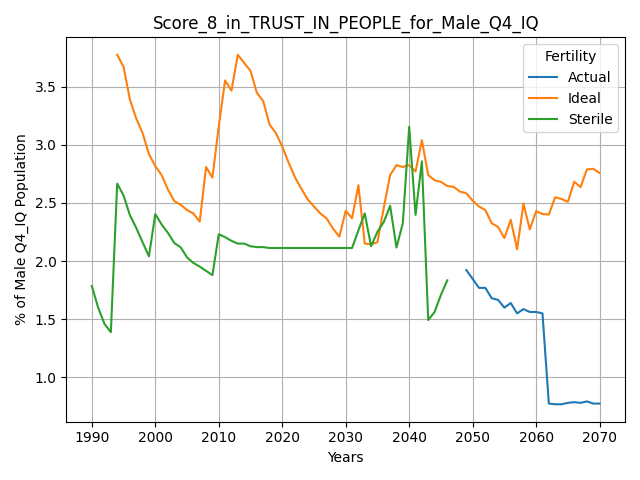 Score_8_in_TRUST_IN_PEOPLE_for_Male_Q4_IQ
Fertility
Actual
Ideal
Sterile
% of Male Q4_IQ Population
3.5
3.0
2.5
2.0
1.5
1.0
1990 2000 2010 2020 2030 2040 2050 2060 2070
Years